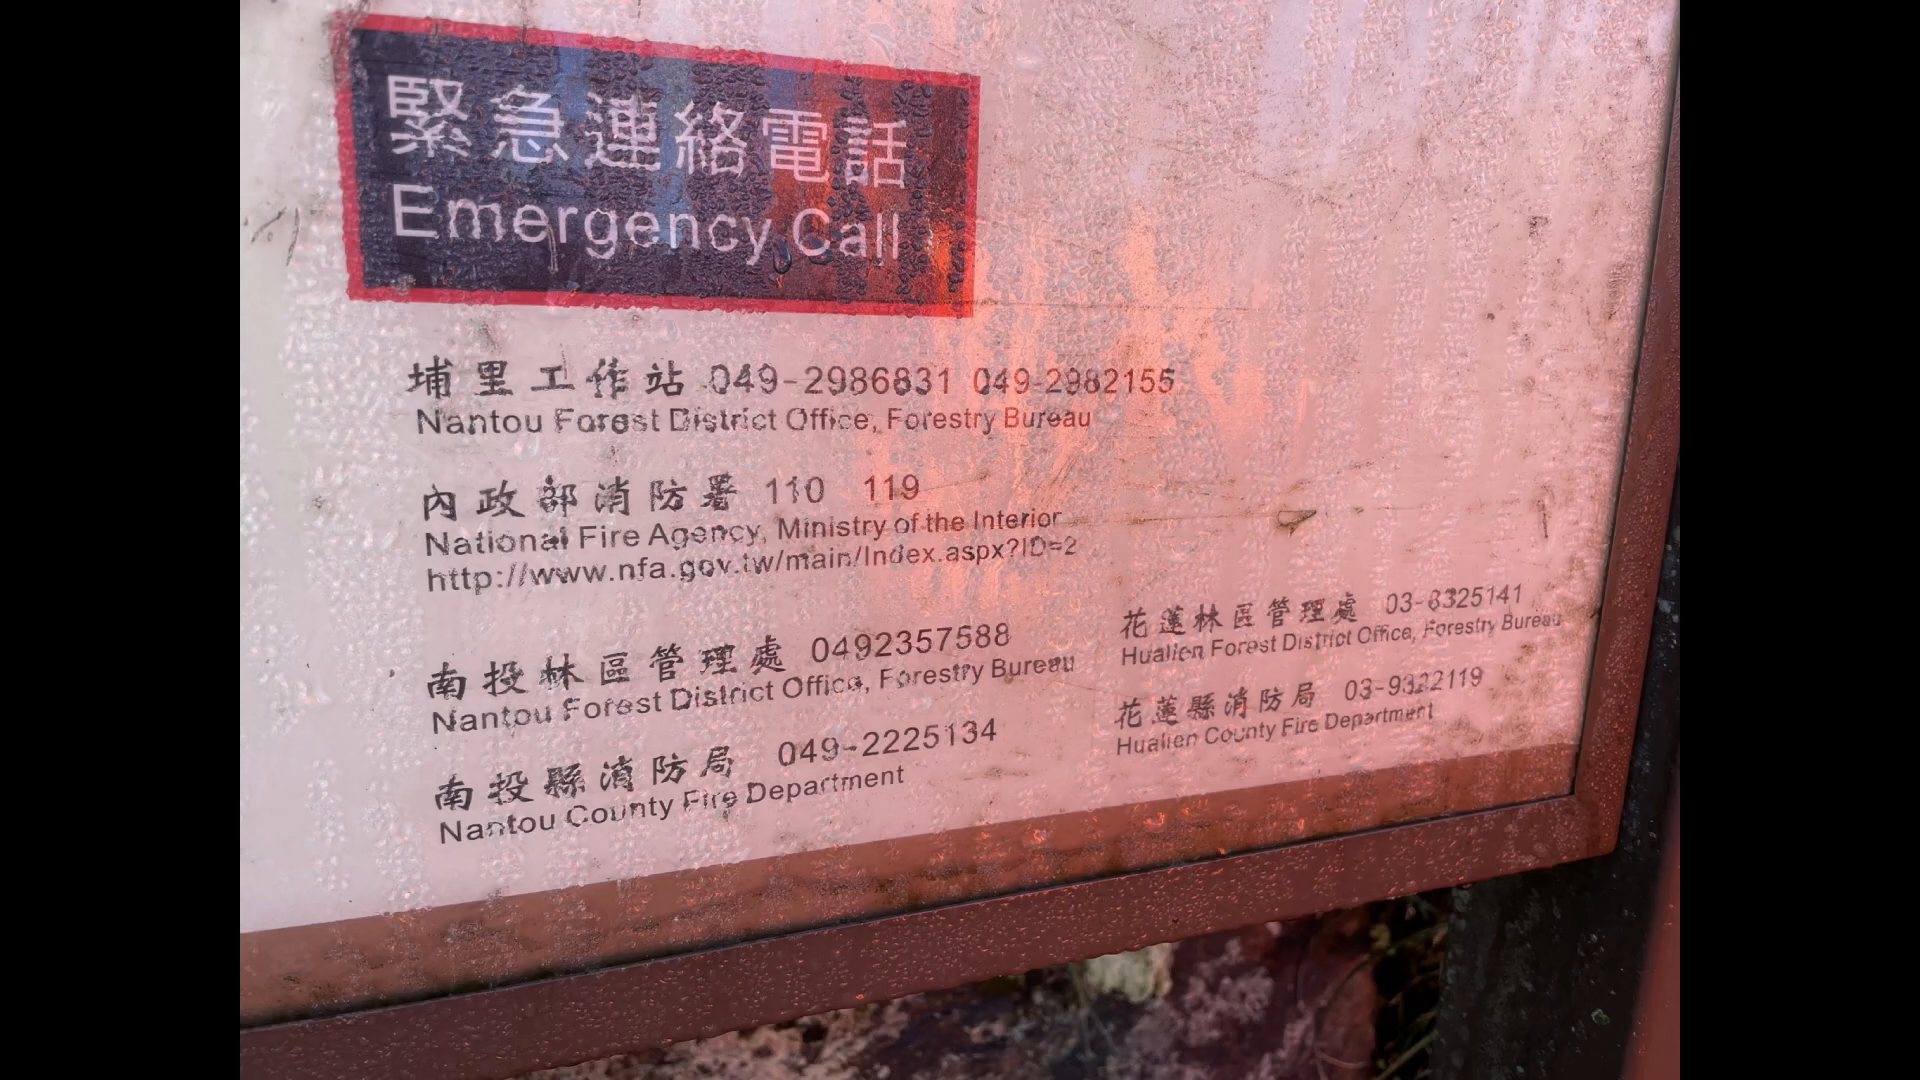 緊急連絡電話
Emergency Call
埔里工作站 049-2986831 049-2982155
Nantou Forest District Office, Forestry Bureau
內政部消防署 110 119
National Fire Agency, Ministry of the Interior
http://www.nfa.gov.tw/main/Index.aspx?ID=2
南投林區管理處 0492357588
Nantou Forest District Office, Forestry Bureau
南投縣消防局 049-2225134
Nantou County Fire Department
花蓮林區管理處 03-8325141
Hualien Forest District Office, Forestry Bureau
花蓮縣消防局 03-9322119
Hualien County Fire Department